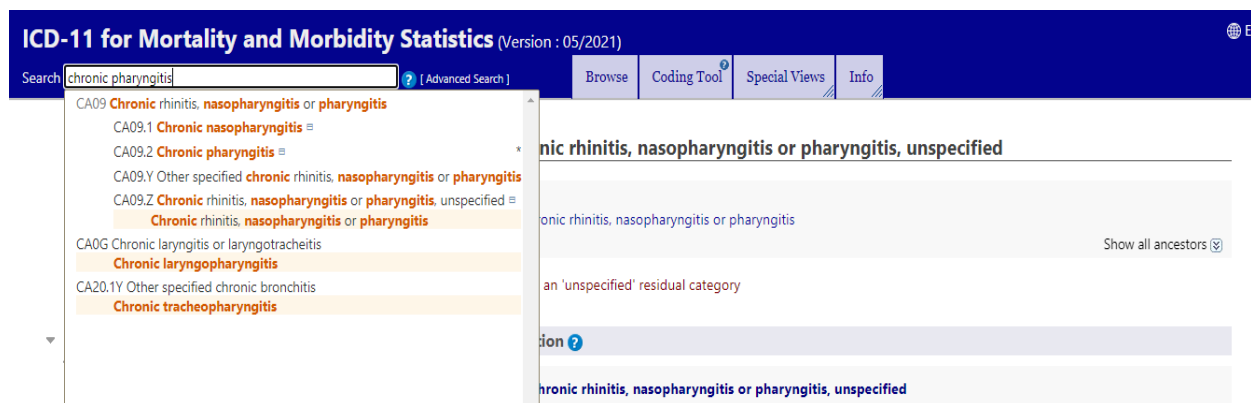 ICD-11 for Mortality and Morbidity Statistics (Version : 05/2021)
Search chronic pharyngitis [ Advanced Search ] Browse Coding Tool Special Views Info
CA09 Chronic rhinitis, nasopharyngitis or pharyngitis
CA09.1 Chronic nasopharyngitis
CA09.2 Chronic pharyngitis *
CA09.Y Other specified chronic rhinitis, nasopharyngitis or pharyngitis
CA09.Z Chronic rhinitis, nasopharyngitis or pharyngitis, unspecified
Chronic rhinitis, nasopharyngitis or pharyngitis
CA0G Chronic laryngitis or laryngotracheitis
Chronic laryngopharyngitis
CA20.1Y Other specified chronic bronchitis
Chronic tracheopharyngitis
nic rhinitis, nasopharyngitis or pharyngitis, unspecified
onic rhinitis, nasopharyngitis or pharyngitis
Show all ancestors
an 'unspecified' residual category
tion ?
hronic rhinitis, nasopharyngitis or pharyngitis, unspecified